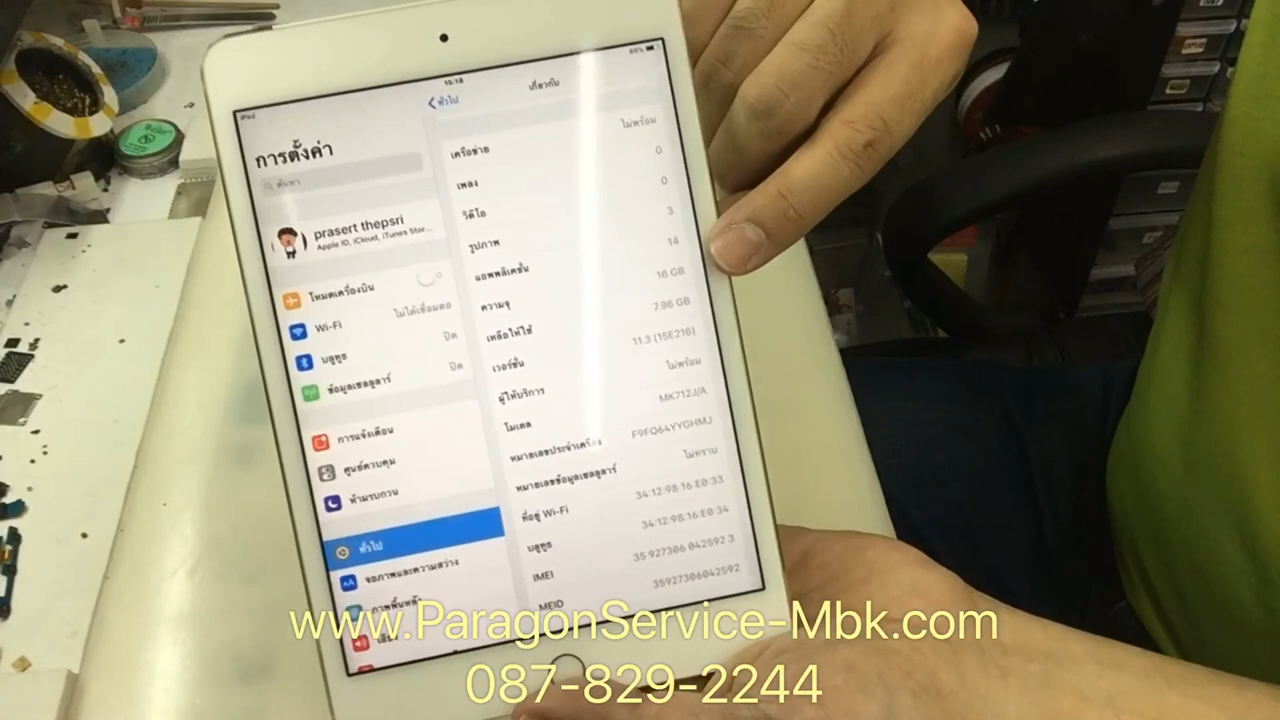 iPad
15:18
85%
การตั้งค่า
ค้นหา
prasert thepsri
Apple ID, iCloud, iTunes Stor...
โหมดเครื่องบิน
Wi-Fi ไม่ได้เชื่อมต่อ
บลูทูธ ปิด
ข้อมูลเซลลูลาร์ ปิด
การแจ้งเตือน
ศูนย์ควบคุม
ห้ามรบกวน
ทั่วไป
AA จอภาพและความสว่าง
ภาพพื้นหลัง
ทั่วไป เกี่ยวกับ
เครือข่าย ไม่พร้อม
เพลง 0
วิดีโอ 0
รูปภาพ 3
แอพพลิเคชั่น 14
ความจุ 16 GB
เหลือให้ใช้ 7.96 GB
เวอร์ชั่น 11.3 (15E216)
ผู้ให้บริการ ไม่พร้อม
โมเดล MK712J/A
หมายเลขประจำเครื่อง F9FQ64YYGHMJ
หมายเลขข้อมูลเซลลูลาร์ ไม่ทราบ
ที่อยู่ Wi-Fi 34:12:98:16:E0:33
บลูทูธ 34:12:98:16:E0:34
IMEI 35 927306 042592 3
MEID 35927306042592
www.ParagonService-Mbk.com
087-829-2244